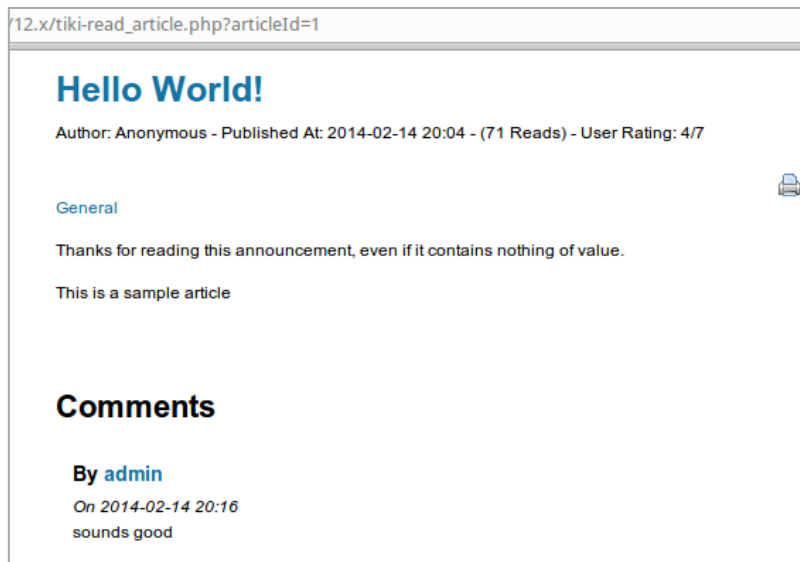 /12.x/tiki-read_article.php?articleId=1
Hello World!
Author: Anonymous - Published At: 2014-02-14 20:04 - (71 Reads) - User Rating: 4/7
General
Thanks for reading this announcement, even if it contains nothing of value.
This is a sample article
Comments
By admin
On 2014-02-14 20:16
sounds good